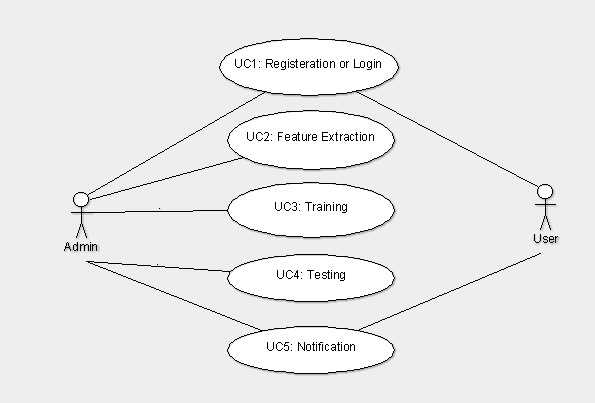 UC1: Registeration or Login
UC2: Feature Extraction
UC3: Training
Admin
User
UC4: Testing
UC5: Notification